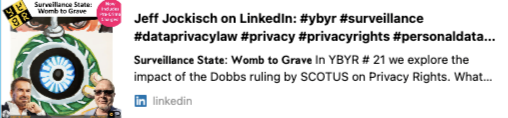 Surveillance State:
Womb to Grave
Jeff Jockisch on LinkedIn: #ybyr #surveillance
#dataprivacylaw #privacy #privacyrights #personaldata...
Surveillance State: Womb to Grave In YBYR # 21 we explore the
impact of the Dobbs ruling by SCOTUS on Privacy Rights. What...
in linkedin